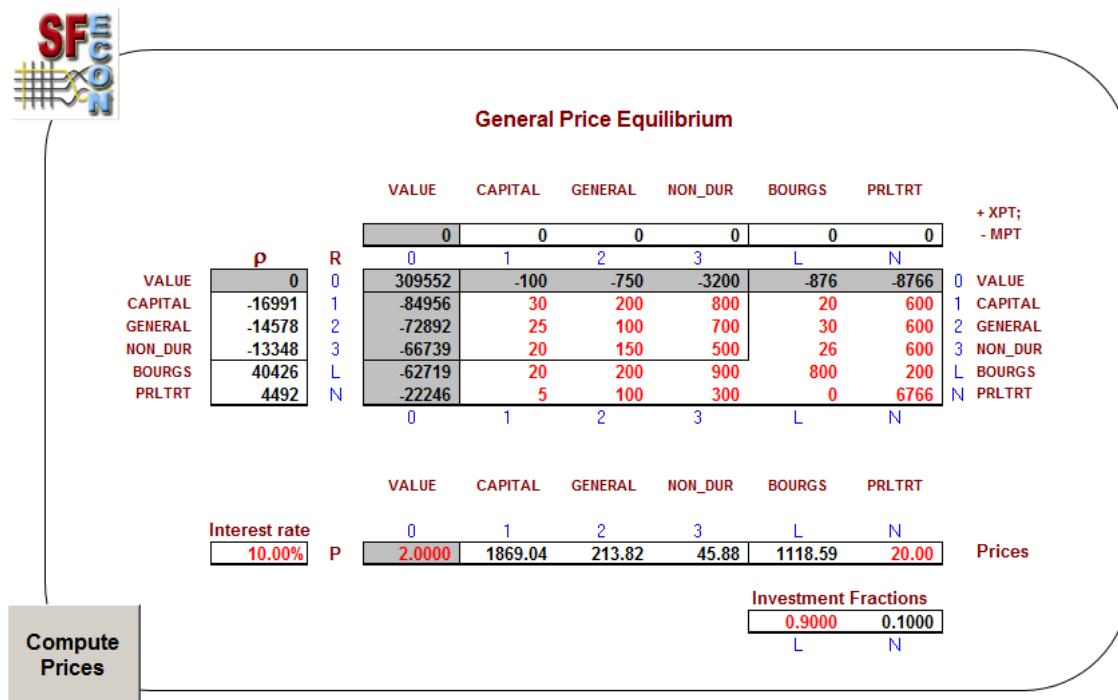 SF ECON
General Price Equilibrium
VALUE CAPITAL GENERAL NON_DUR BOURGS PRLTRT
+ XPT;
0 0 0 0 0 0 - MPT
ρ R 0 1 2 3 L N
VALUE 0 0 309552 -100 -750 -3200 -876 -8766 0 VALUE
CAPITAL -16991 1 -84956 30 200 800 20 600 1 CAPITAL
GENERAL -14578 2 -72892 25 100 700 30 600 2 GENERAL
NON_DUR -13348 3 -66739 20 150 500 26 600 3 NON_DUR
BOURGS 40426 L -62719 20 200 900 800 200 L BOURGS
PRLTRT 4492 N -22246 5 100 300 0 6766 N PRLTRT
0 1 2 3 L N
VALUE CAPITAL GENERAL NON_DUR BOURGS PRLTRT
Interest rate 0 1 2 3 L N
10.00% P 2.0000 1869.04 213.82 45.88 1118.59 20.00 Prices
Investment Fractions
0.9000 0.1000
L N
Compute
Prices